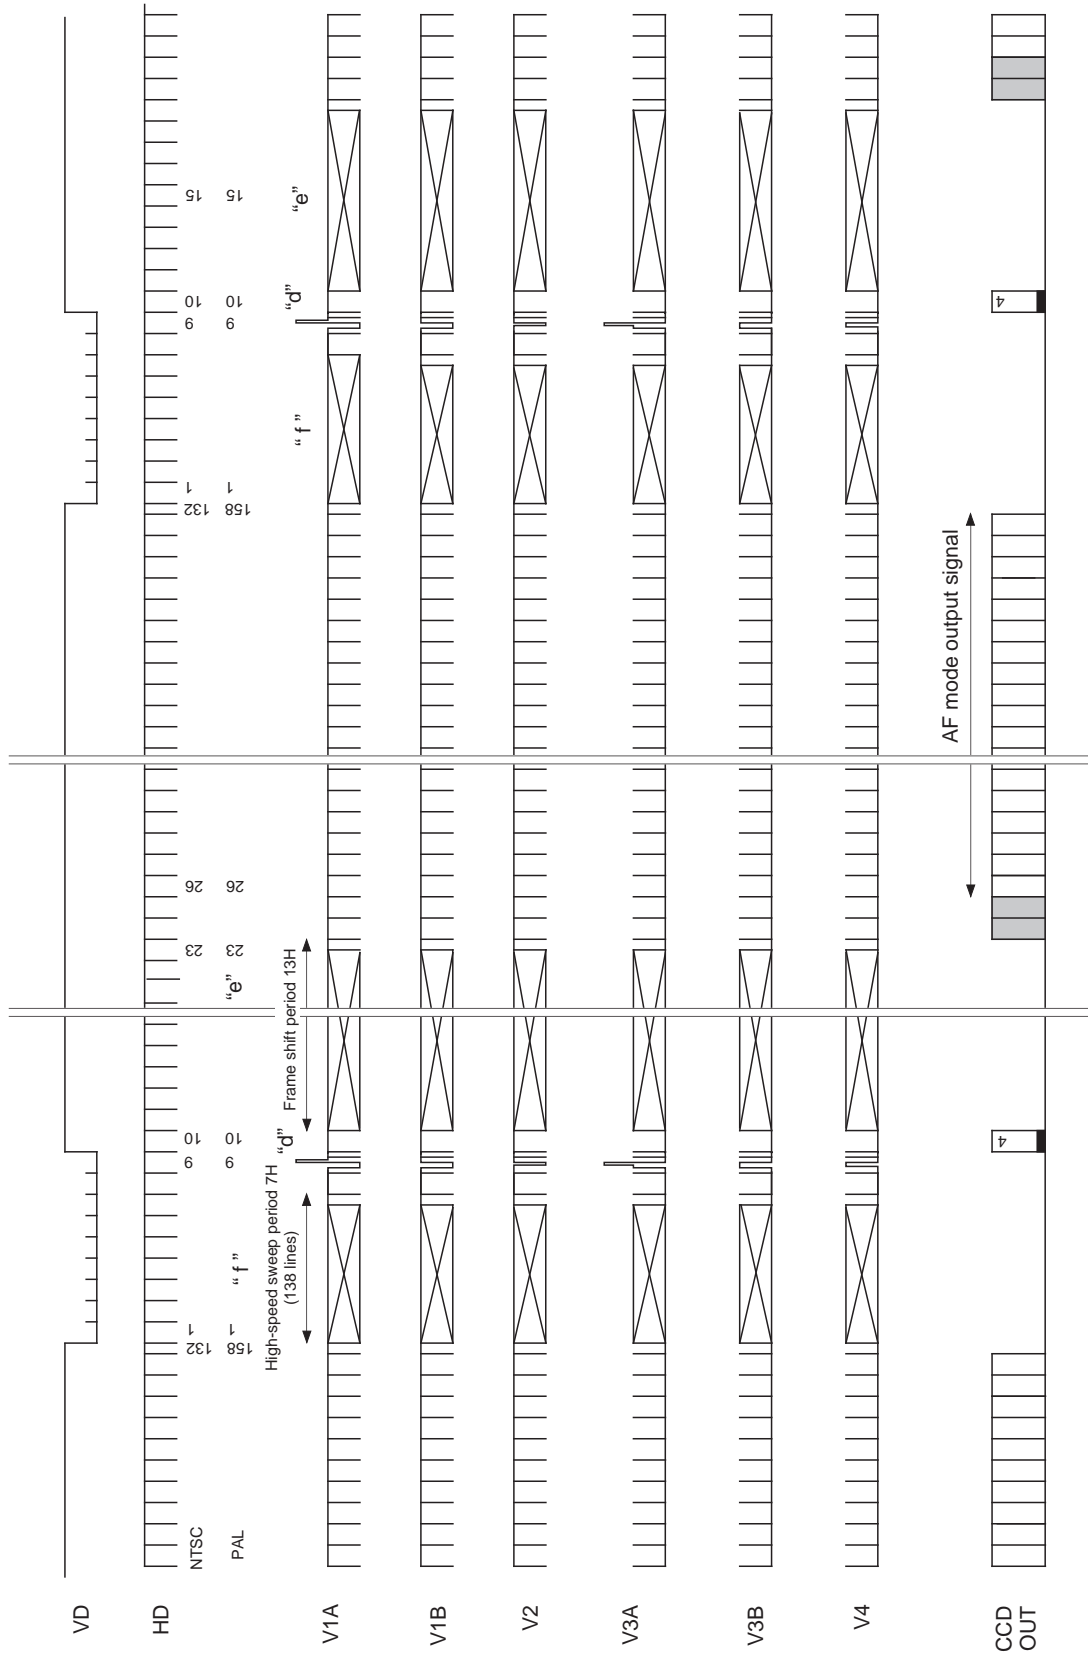 VD
HD
NTSC 132 1 9 10 23 26 132 1 9 10 15
PAL 158 1 9 10 23 26 158 1 9 10 15
“ f ” “e”
High-speed sweep period 7H
(138 lines)
“d”
Frame shift period 13H
“ f ”
“d”
“e”
V1A
V1B
V2
V3A
V3B
V4
AF mode output signal
CCD
OUT
4
4